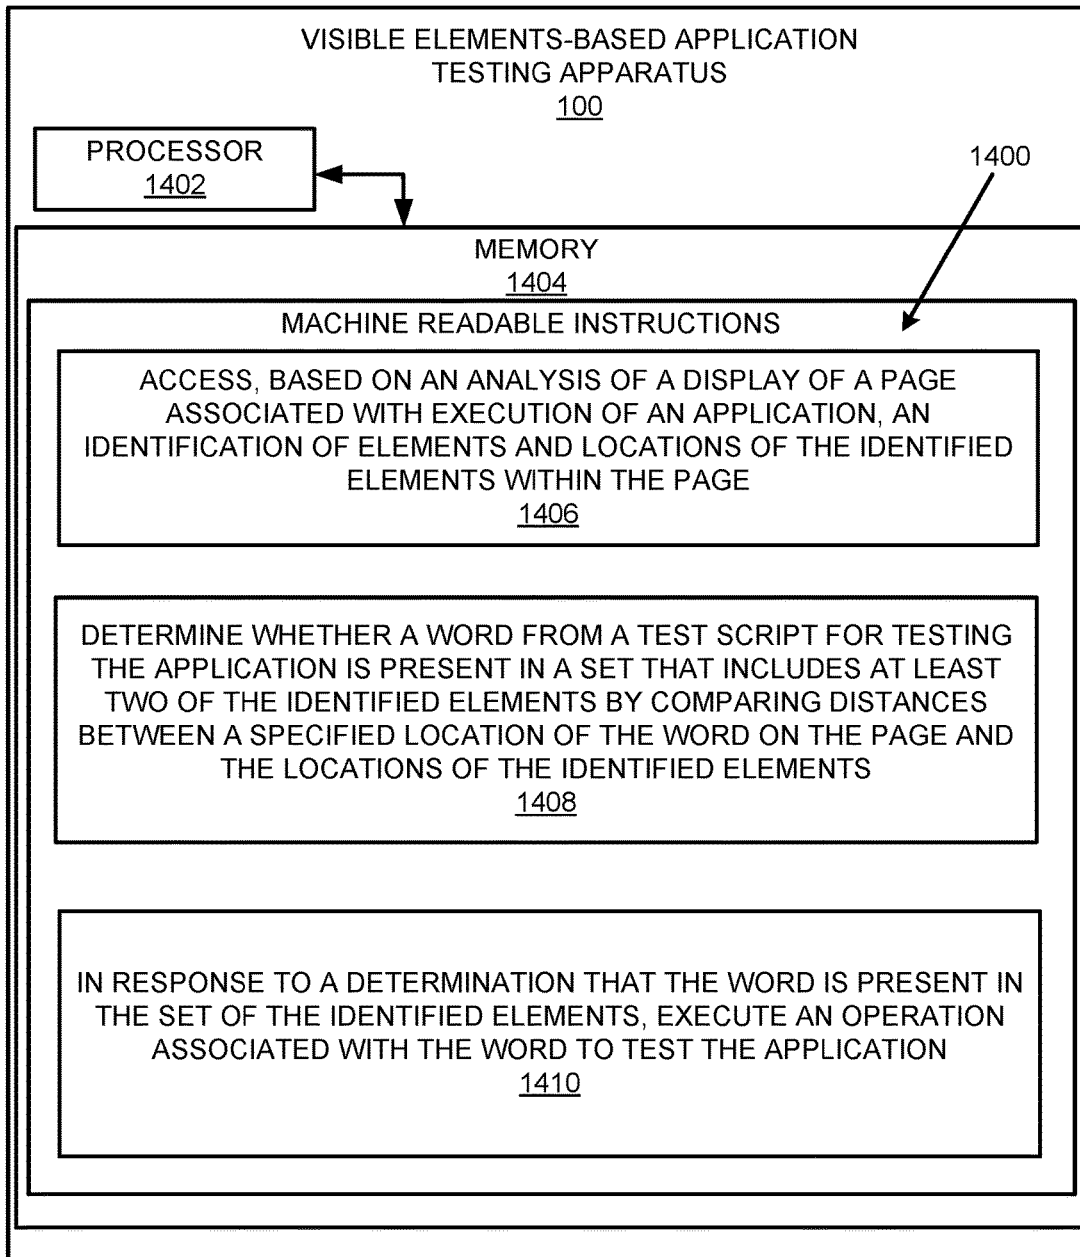 VISIBLE ELEMENTS-BASED APPLICATION
TESTING APPARATUS
100
PROCESSOR
1402
1400
MEMORY
1404
MACHINE READABLE INSTRUCTIONS
ACCESS, BASED ON AN ANALYSIS OF A DISPLAY OF A PAGE
ASSOCIATED WITH EXECUTION OF AN APPLICATION, AN
IDENTIFICATION OF ELEMENTS AND LOCATIONS OF THE IDENTIFIED
ELEMENTS WITHIN THE PAGE
1406
DETERMINE WHETHER A WORD FROM A TEST SCRIPT FOR TESTING
THE APPLICATION IS PRESENT IN A SET THAT INCLUDES AT LEAST
TWO OF THE IDENTIFIED ELEMENTS BY COMPARING DISTANCES
BETWEEN A SPECIFIED LOCATION OF THE WORD ON THE PAGE AND
THE LOCATIONS OF THE IDENTIFIED ELEMENTS
1408
IN RESPONSE TO A DETERMINATION THAT THE WORD IS PRESENT IN
THE SET OF THE IDENTIFIED ELEMENTS, EXECUTE AN OPERATION
ASSOCIATED WITH THE WORD TO TEST THE APPLICATION
1410